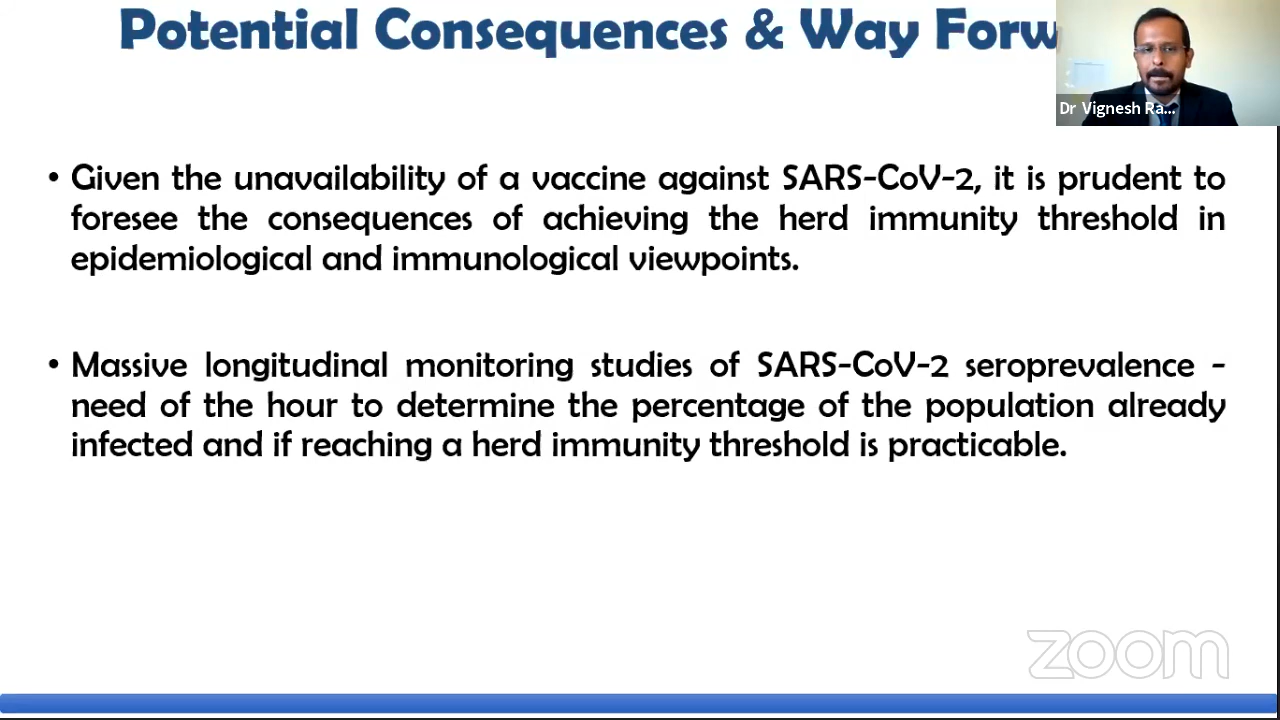 Potential Consequences & Way Forw
Dr Vignesh Ra...
• Given the unavailability of a vaccine against SARS-CoV-2, it is prudent to
foresee the consequences of achieving the herd immunity threshold in
epidemiological and immunological viewpoints.
• Massive longitudinal monitoring studies of SARS-CoV-2 seroprevalence -
need of the hour to determine the percentage of the population already
infected and if reaching a herd immunity threshold is practicable.
zoom